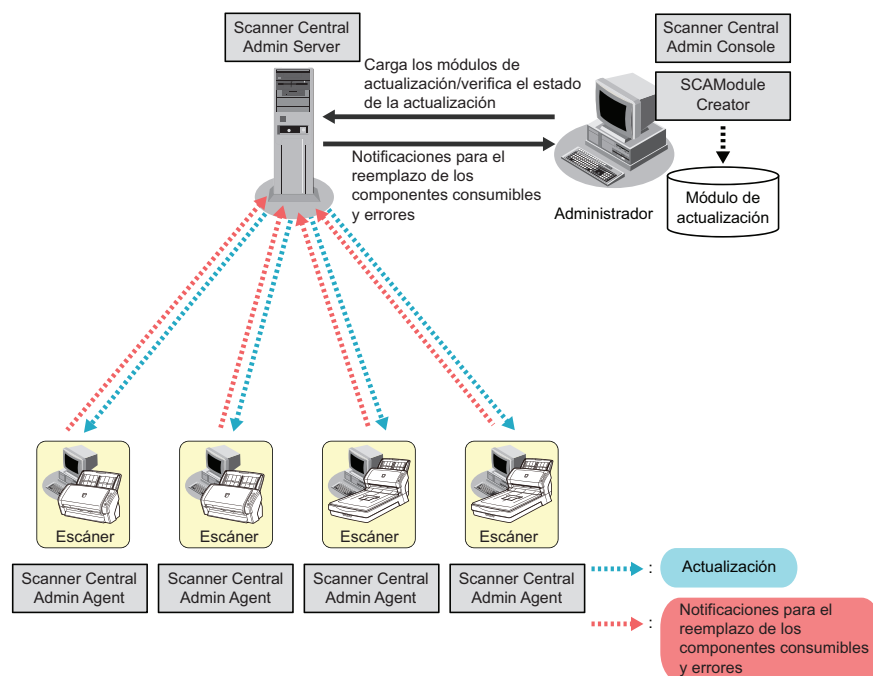 Scanner Central
Admin Server
Scanner Central
Admin Console
SCAModule
Creator
Carga los módulos de
actualización/verifica el estado
de la actualización
Notificaciones para el
reemplazo de los
componentes consumibles
y errores
Administrador
Módulo de
actualización
Escáner
Escáner
Escáner
Escáner
Scanner Central
Admin Agent
Scanner Central
Admin Agent
Scanner Central
Admin Agent
Scanner Central
Admin Agent
: Actualización
: Notificaciones para el
reemplazo de los
componentes consumibles
y errores